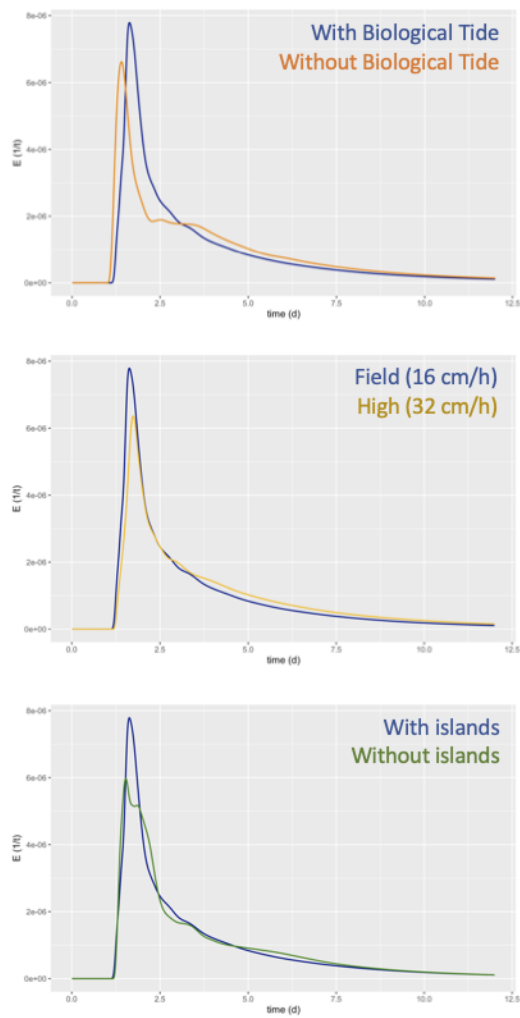 With Biological Tide
Without Biological Tide
8e-06
6e-06
4e-06
2e-06
0e+00
E (1/t)
0.0 2.5 5.0 7.5 10.0 12.5
time (d)
Field (16 cm/h)
High (32 cm/h)
8e-06
6e-06
4e-06
2e-06
0e+00
E (1/t)
0.0 2.5 5.0 7.5 10.0 12.5
time (d)
With islands
Without islands
8e-06
6e-06
4e-06
2e-06
0e+00
E (1/t)
0.0 2.5 5.0 7.5 10.0 12.5
time (d)